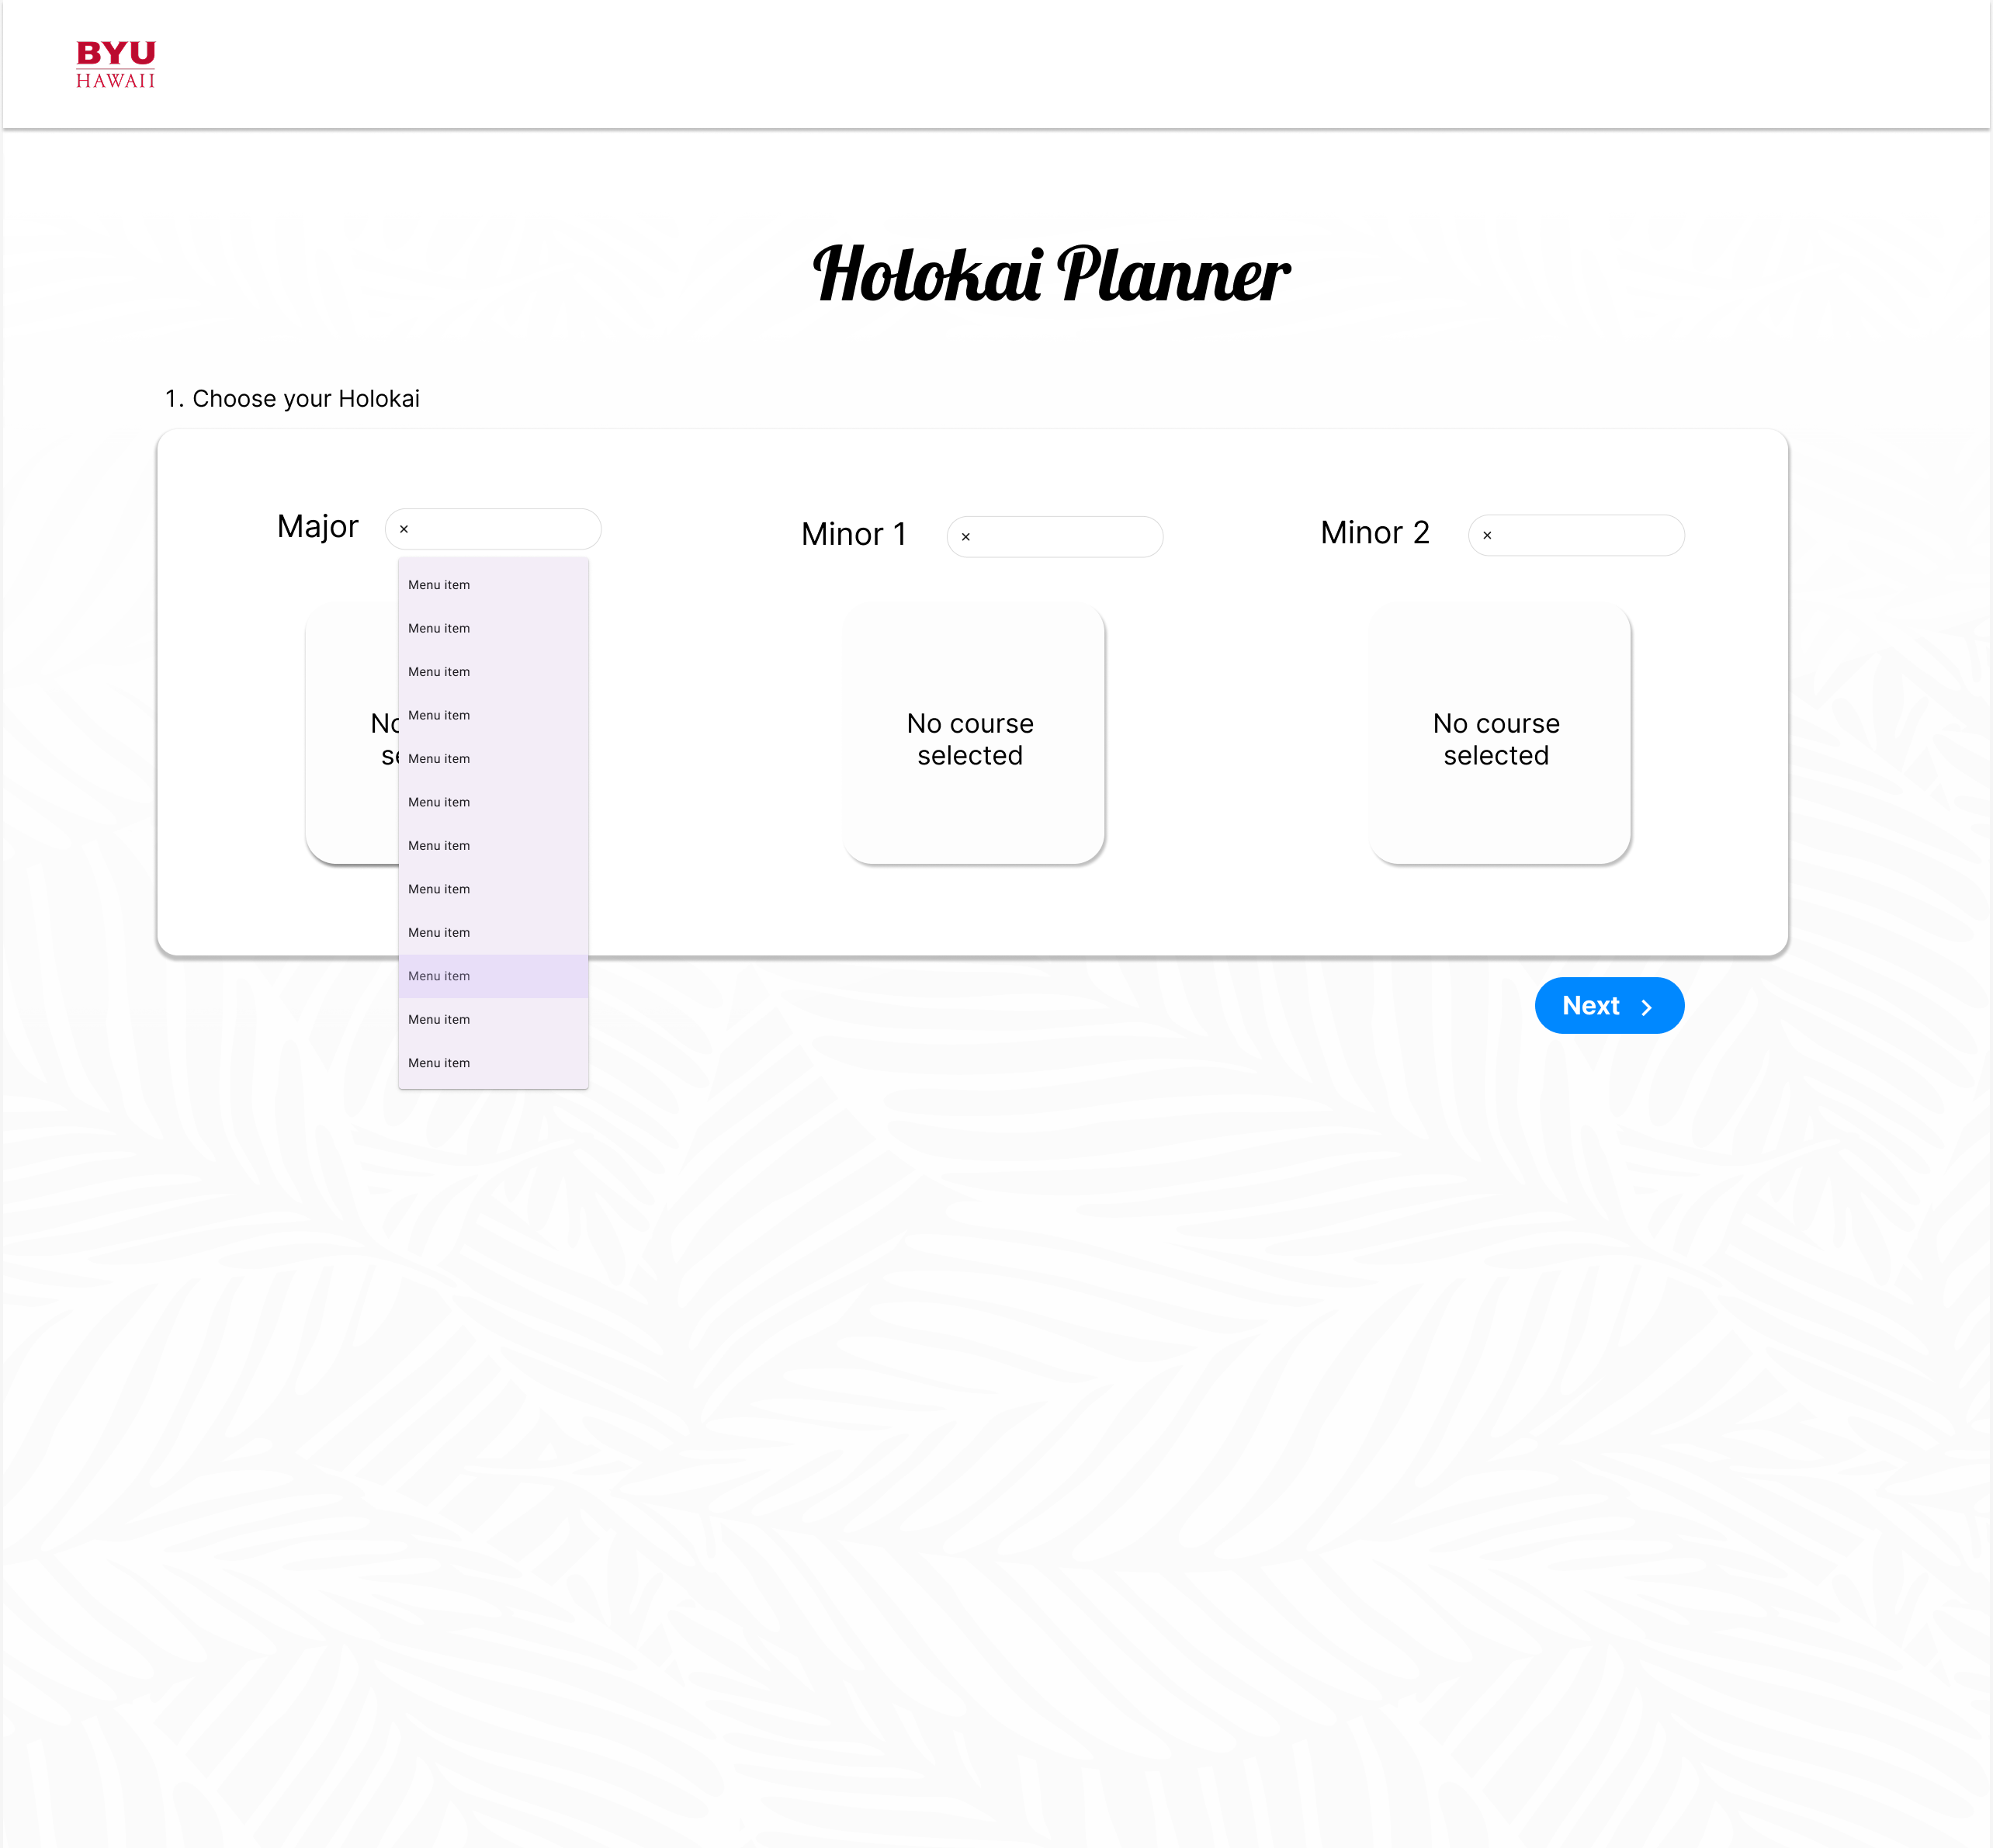 BYU
HAWAII
Holokai Planner
1. Choose your Holokai
Major
×
Minor 1
×
Minor 2
×
Menu item
Menu item
Menu item
Menu item
Menu item
Menu item
Menu item
Menu item
Menu item
Menu item
Menu item
Menu item
No course
selected
No course
selected
Next